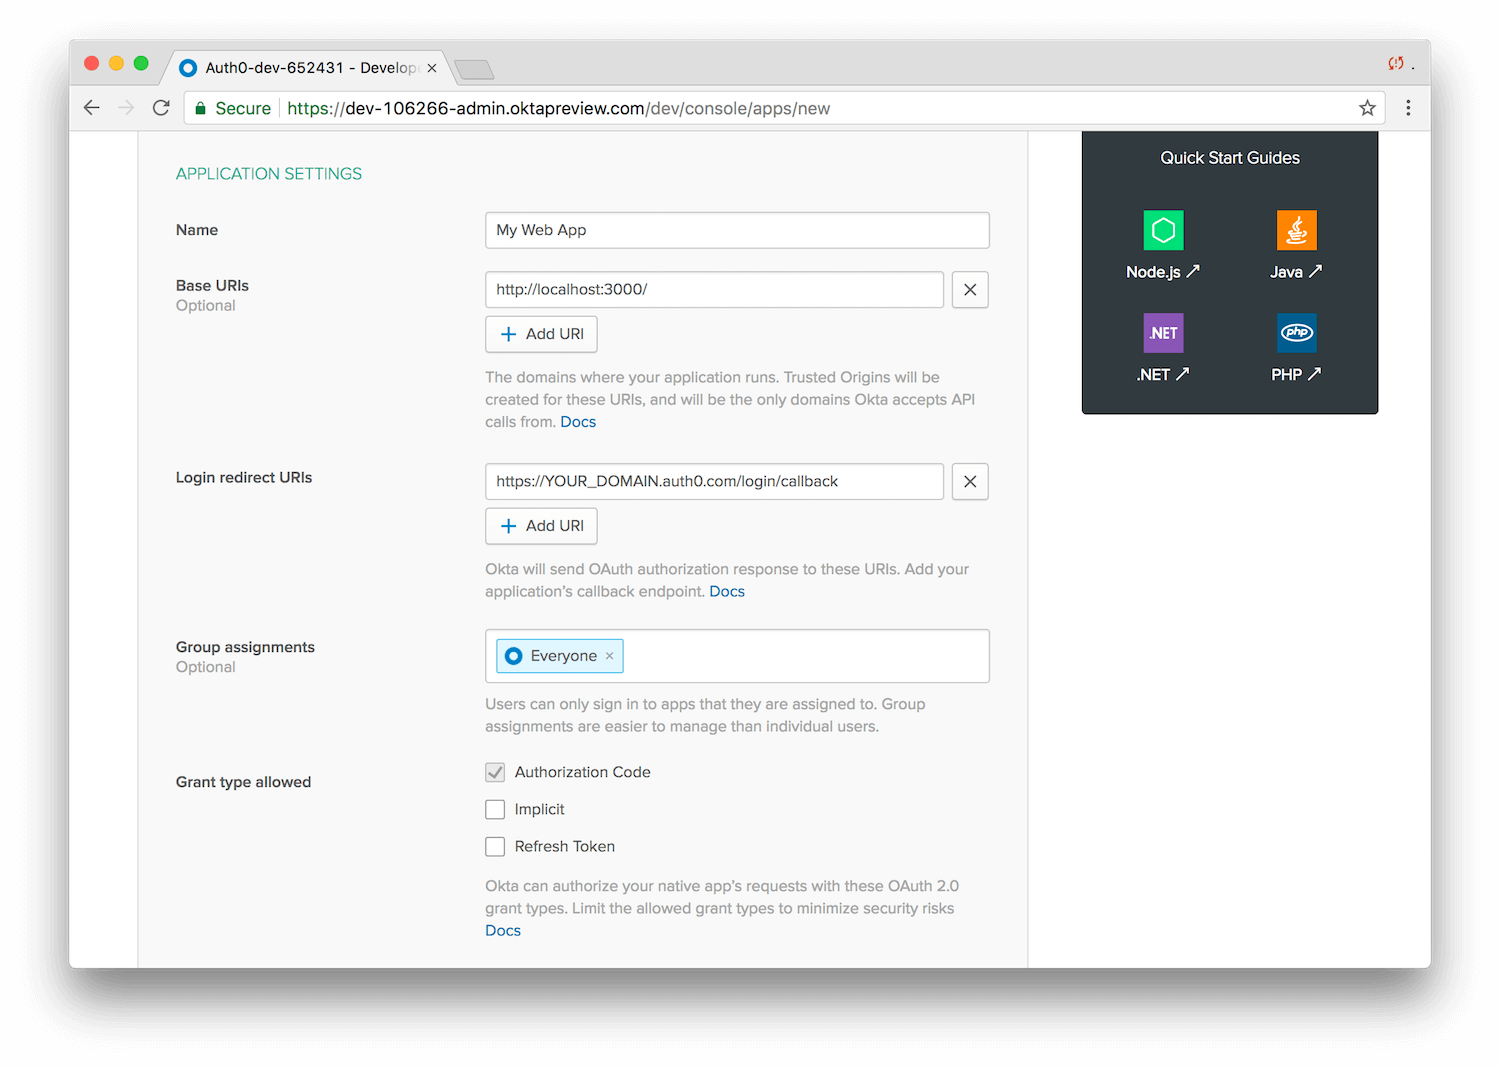 Auth0-dev-652431 - Develop
Secure
https://dev-106266-admin.oktapreview.com/dev/console/apps/new
APPLICATION SETTINGS
Name
My Web App
Base URIs
Optional
http://localhost:3000/
Add URI
The domains where your application runs. Trusted Origins will be
created for these URIs, and will be the only domains Okta accepts API
calls from. Docs
Login redirect URIs
https://YOUR_DOMAIN.auth0.com/login/callback
Add URI
Okta will send OAuth authorization response to these URIs. Add your
application’s callback endpoint. Docs
Group assignments
Optional
Everyone ×
Users can only sign in to apps that they are assigned to. Group
assignments are easier to manage than individual users.
Grant type allowed
Authorization Code
Implicit
Refresh Token
Okta can authorize your native app’s requests with these OAuth 2.0
grant types. Limit the allowed grant types to minimize security risks
Docs
Quick Start Guides
Node.js ↗
Java ↗
.NET
php
.NET ↗
PHP ↗